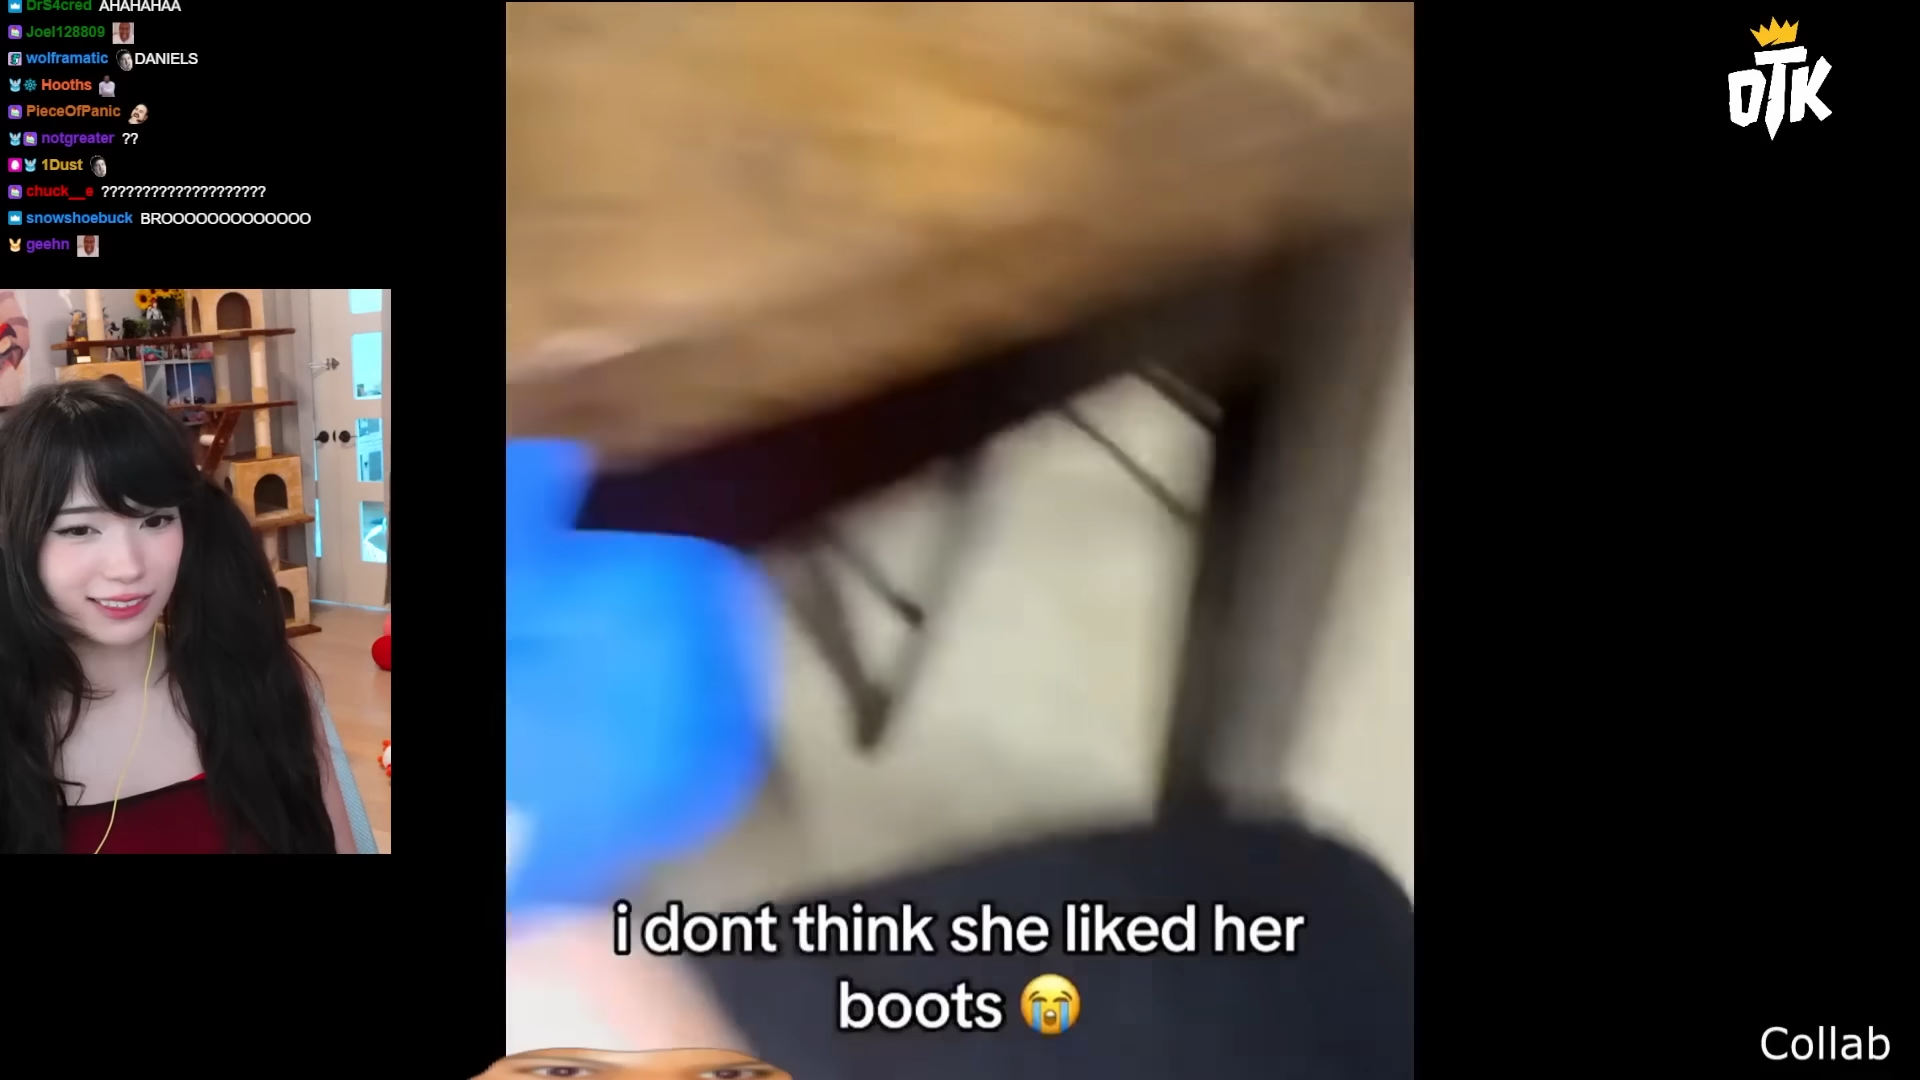 DrS4cred AHAHAHAA
Joel128809
wolframatic DANIELS
Hooths
PieceOfPanic
notgreater ??
1Dust
chuck__e ????????????????????
snowshoebuck BROOOOOOOOOOOOO
geehn
OTK
i dont think she liked her
boots 😭
Collab